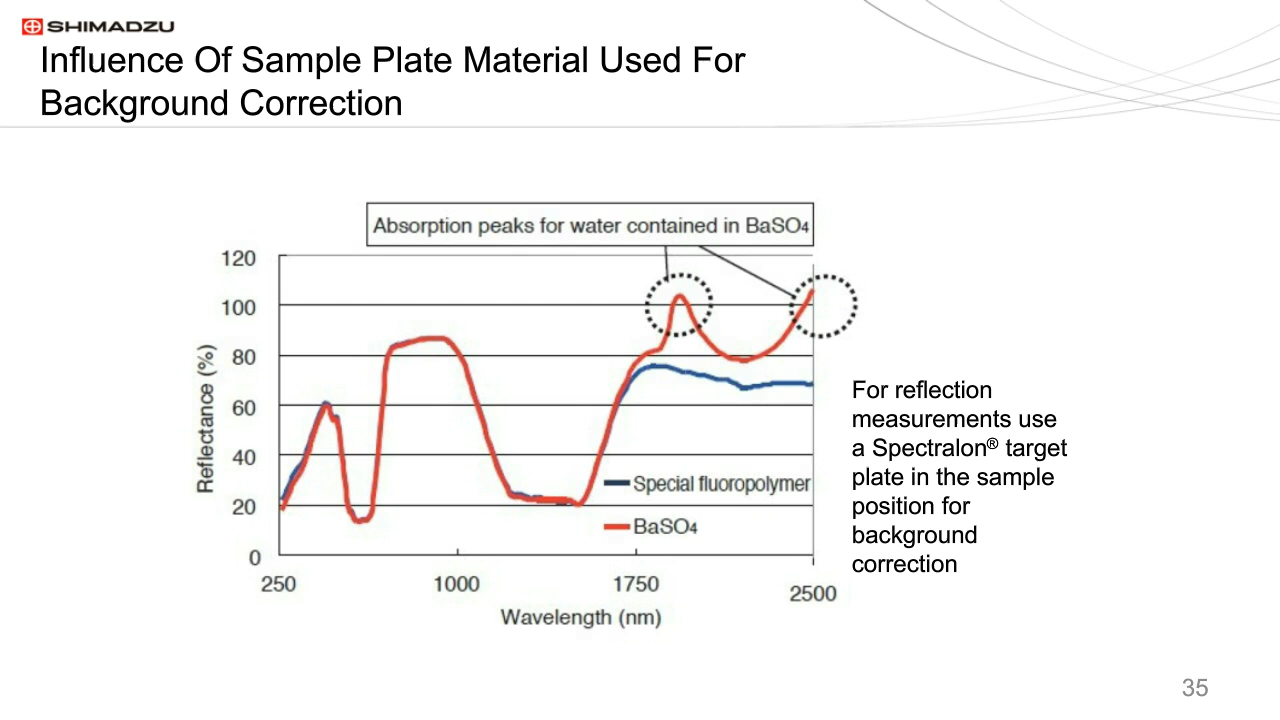 SHIMADZU
Influence Of Sample Plate Material Used For
Background Correction
Absorption peaks for water contained in BaSO₄
120
100
80
60
40
20
0
Reflectance (%)
Special fluoropolymer
BaSO₄
250
1000
1750
2500
Wavelength (nm)
For reflection
measurements use
a Spectralon® target
plate in the sample
position for
background
correction
35